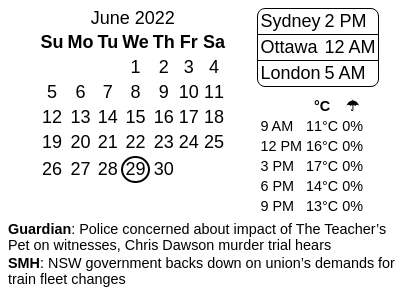 June 2022
Su Mo Tu We Th Fr Sa
1 2 3 4
5 6 7 8 9 10 11
12 13 14 15 16 17 18
19 20 21 22 23 24 25
26 27 28 29 30
Sydney 2 PM
Ottawa 12 AM
London 5 AM
°C ☂
9 AM 11°C 0%
12 PM 16°C 0%
3 PM 17°C 0%
6 PM 14°C 0%
9 PM 13°C 0%
Guardian: Police concerned about impact of The Teacher’s
Pet on witnesses, Chris Dawson murder trial hears
SMH: NSW government backs down on union’s demands for
train fleet changes